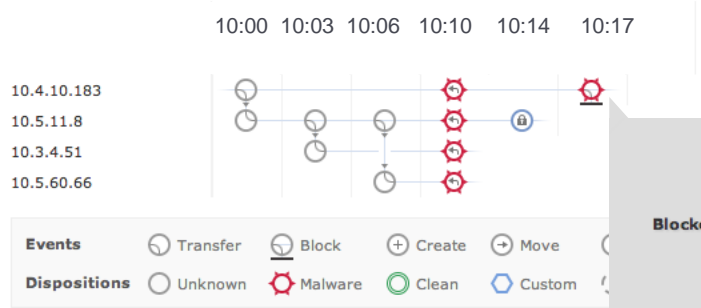 10:00 10:03 10:06 10:10 10:14 10:17
10.4.10.183
10.5.11.8
10.3.4.51
10.5.60.66
Events Transfer Block Create Move
Dispositions Unknown Malware Clean Custom